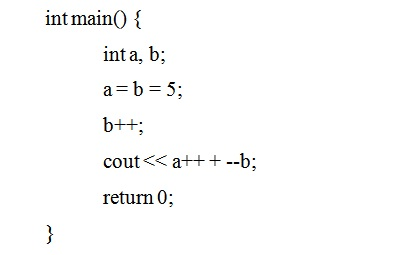 int main() {
int a, b;
a = b = 5;
b++;
cout << a++ + --b;
return 0;
}